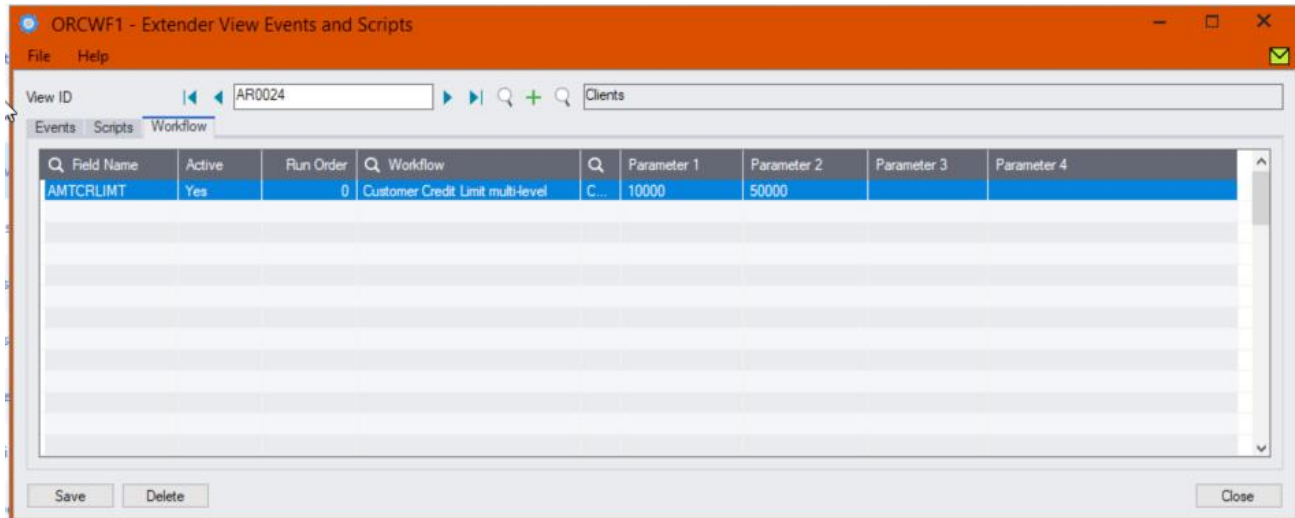 ORCWF1 - Extender View Events and Scripts
File Help
View ID AR0024 Clients
Events Scripts Workflow
Field Name Active Run Order Workflow Parameter 1 Parameter 2 Parameter 3 Parameter 4
AMTCRLIMT Yes 0 Customer Credit Limit multi-level C... 10000 50000
Save Delete Close